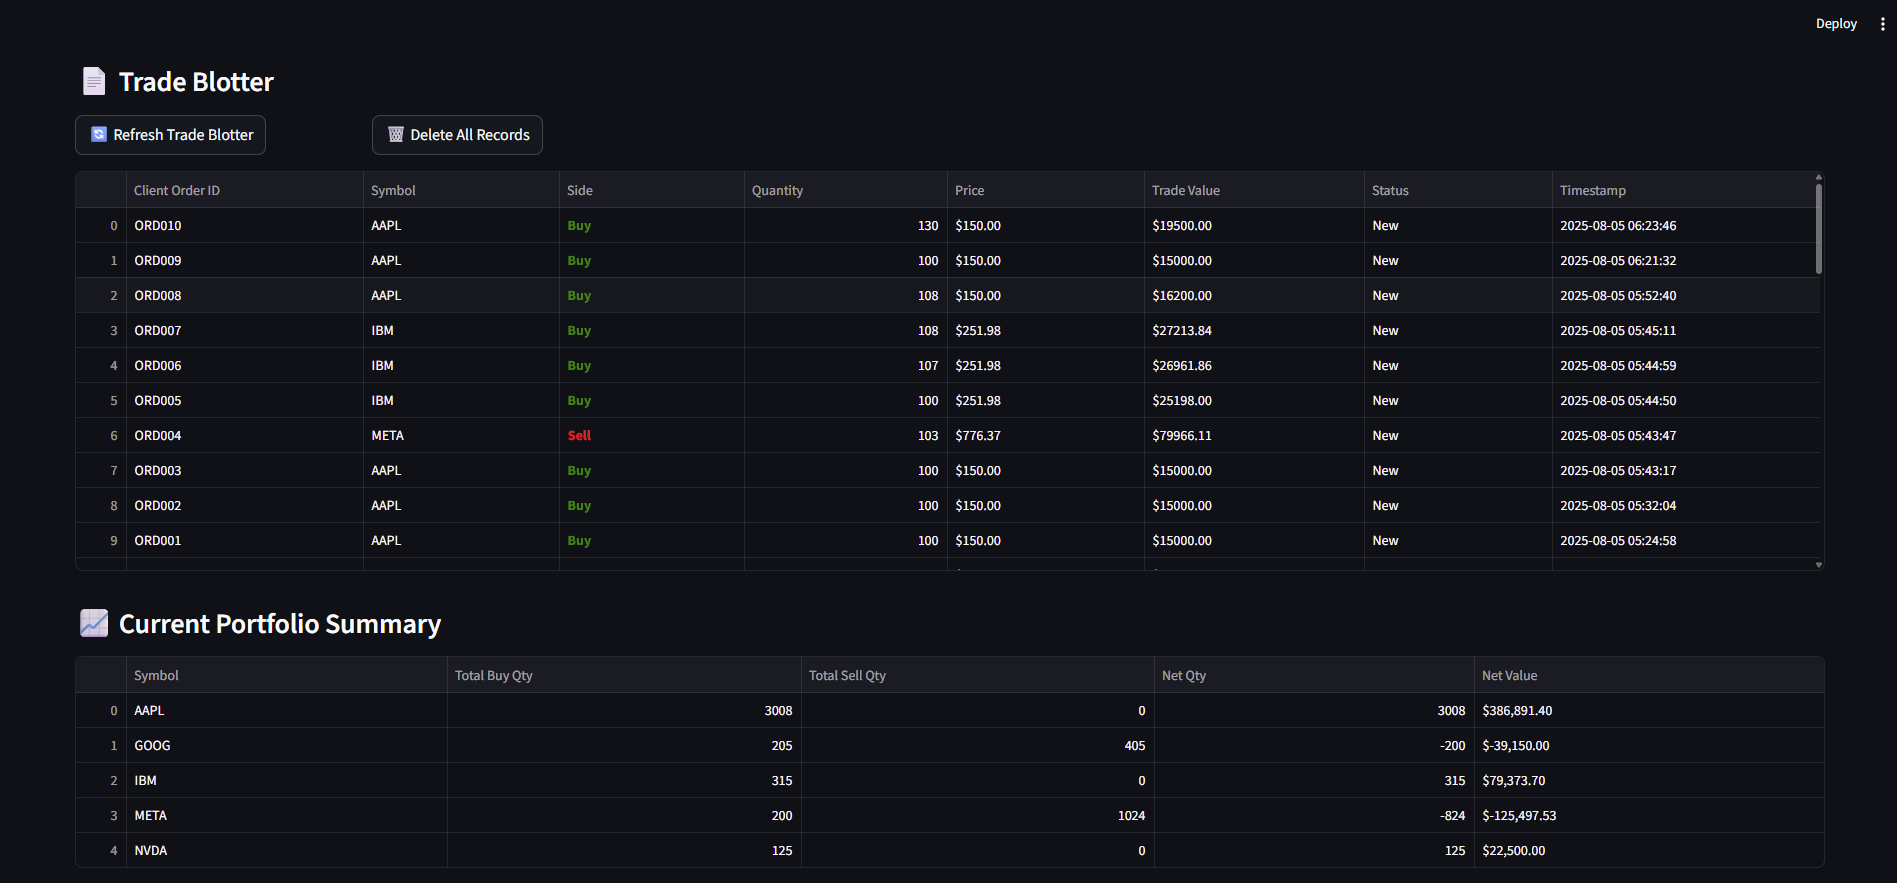 Deploy
Trade Blotter
Refresh Trade Blotter Delete All Records
Client Order ID Symbol Side Quantity Price Trade Value Status Timestamp
0 ORD010 AAPL Buy 130 $150.00 $19500.00 New 2025-08-05 06:23:46
1 ORD009 AAPL Buy 100 $150.00 $15000.00 New 2025-08-05 06:21:32
2 ORD008 AAPL Buy 108 $150.00 $16200.00 New 2025-08-05 05:52:40
3 ORD007 IBM Buy 108 $251.98 $27213.84 New 2025-08-05 05:45:11
4 ORD006 IBM Buy 107 $251.98 $26961.86 New 2025-08-05 05:44:59
5 ORD005 IBM Buy 100 $251.98 $25198.00 New 2025-08-05 05:44:50
6 ORD004 META Sell 103 $776.37 $79966.11 New 2025-08-05 05:43:47
7 ORD003 AAPL Buy 100 $150.00 $15000.00 New 2025-08-05 05:43:17
8 ORD002 AAPL Buy 100 $150.00 $15000.00 New 2025-08-05 05:32:04
9 ORD001 AAPL Buy 100 $150.00 $15000.00 New 2025-08-05 05:24:58
Current Portfolio Summary
Symbol Total Buy Qty Total Sell Qty Net Qty Net Value
0 AAPL 3008 0 3008 $386,891.40
1 GOOG 205 405 -200 $-39,150.00
2 IBM 315 0 315 $79,373.70
3 META 200 1024 -824 $-125,497.53
4 NVDA 125 0 125 $22,500.00